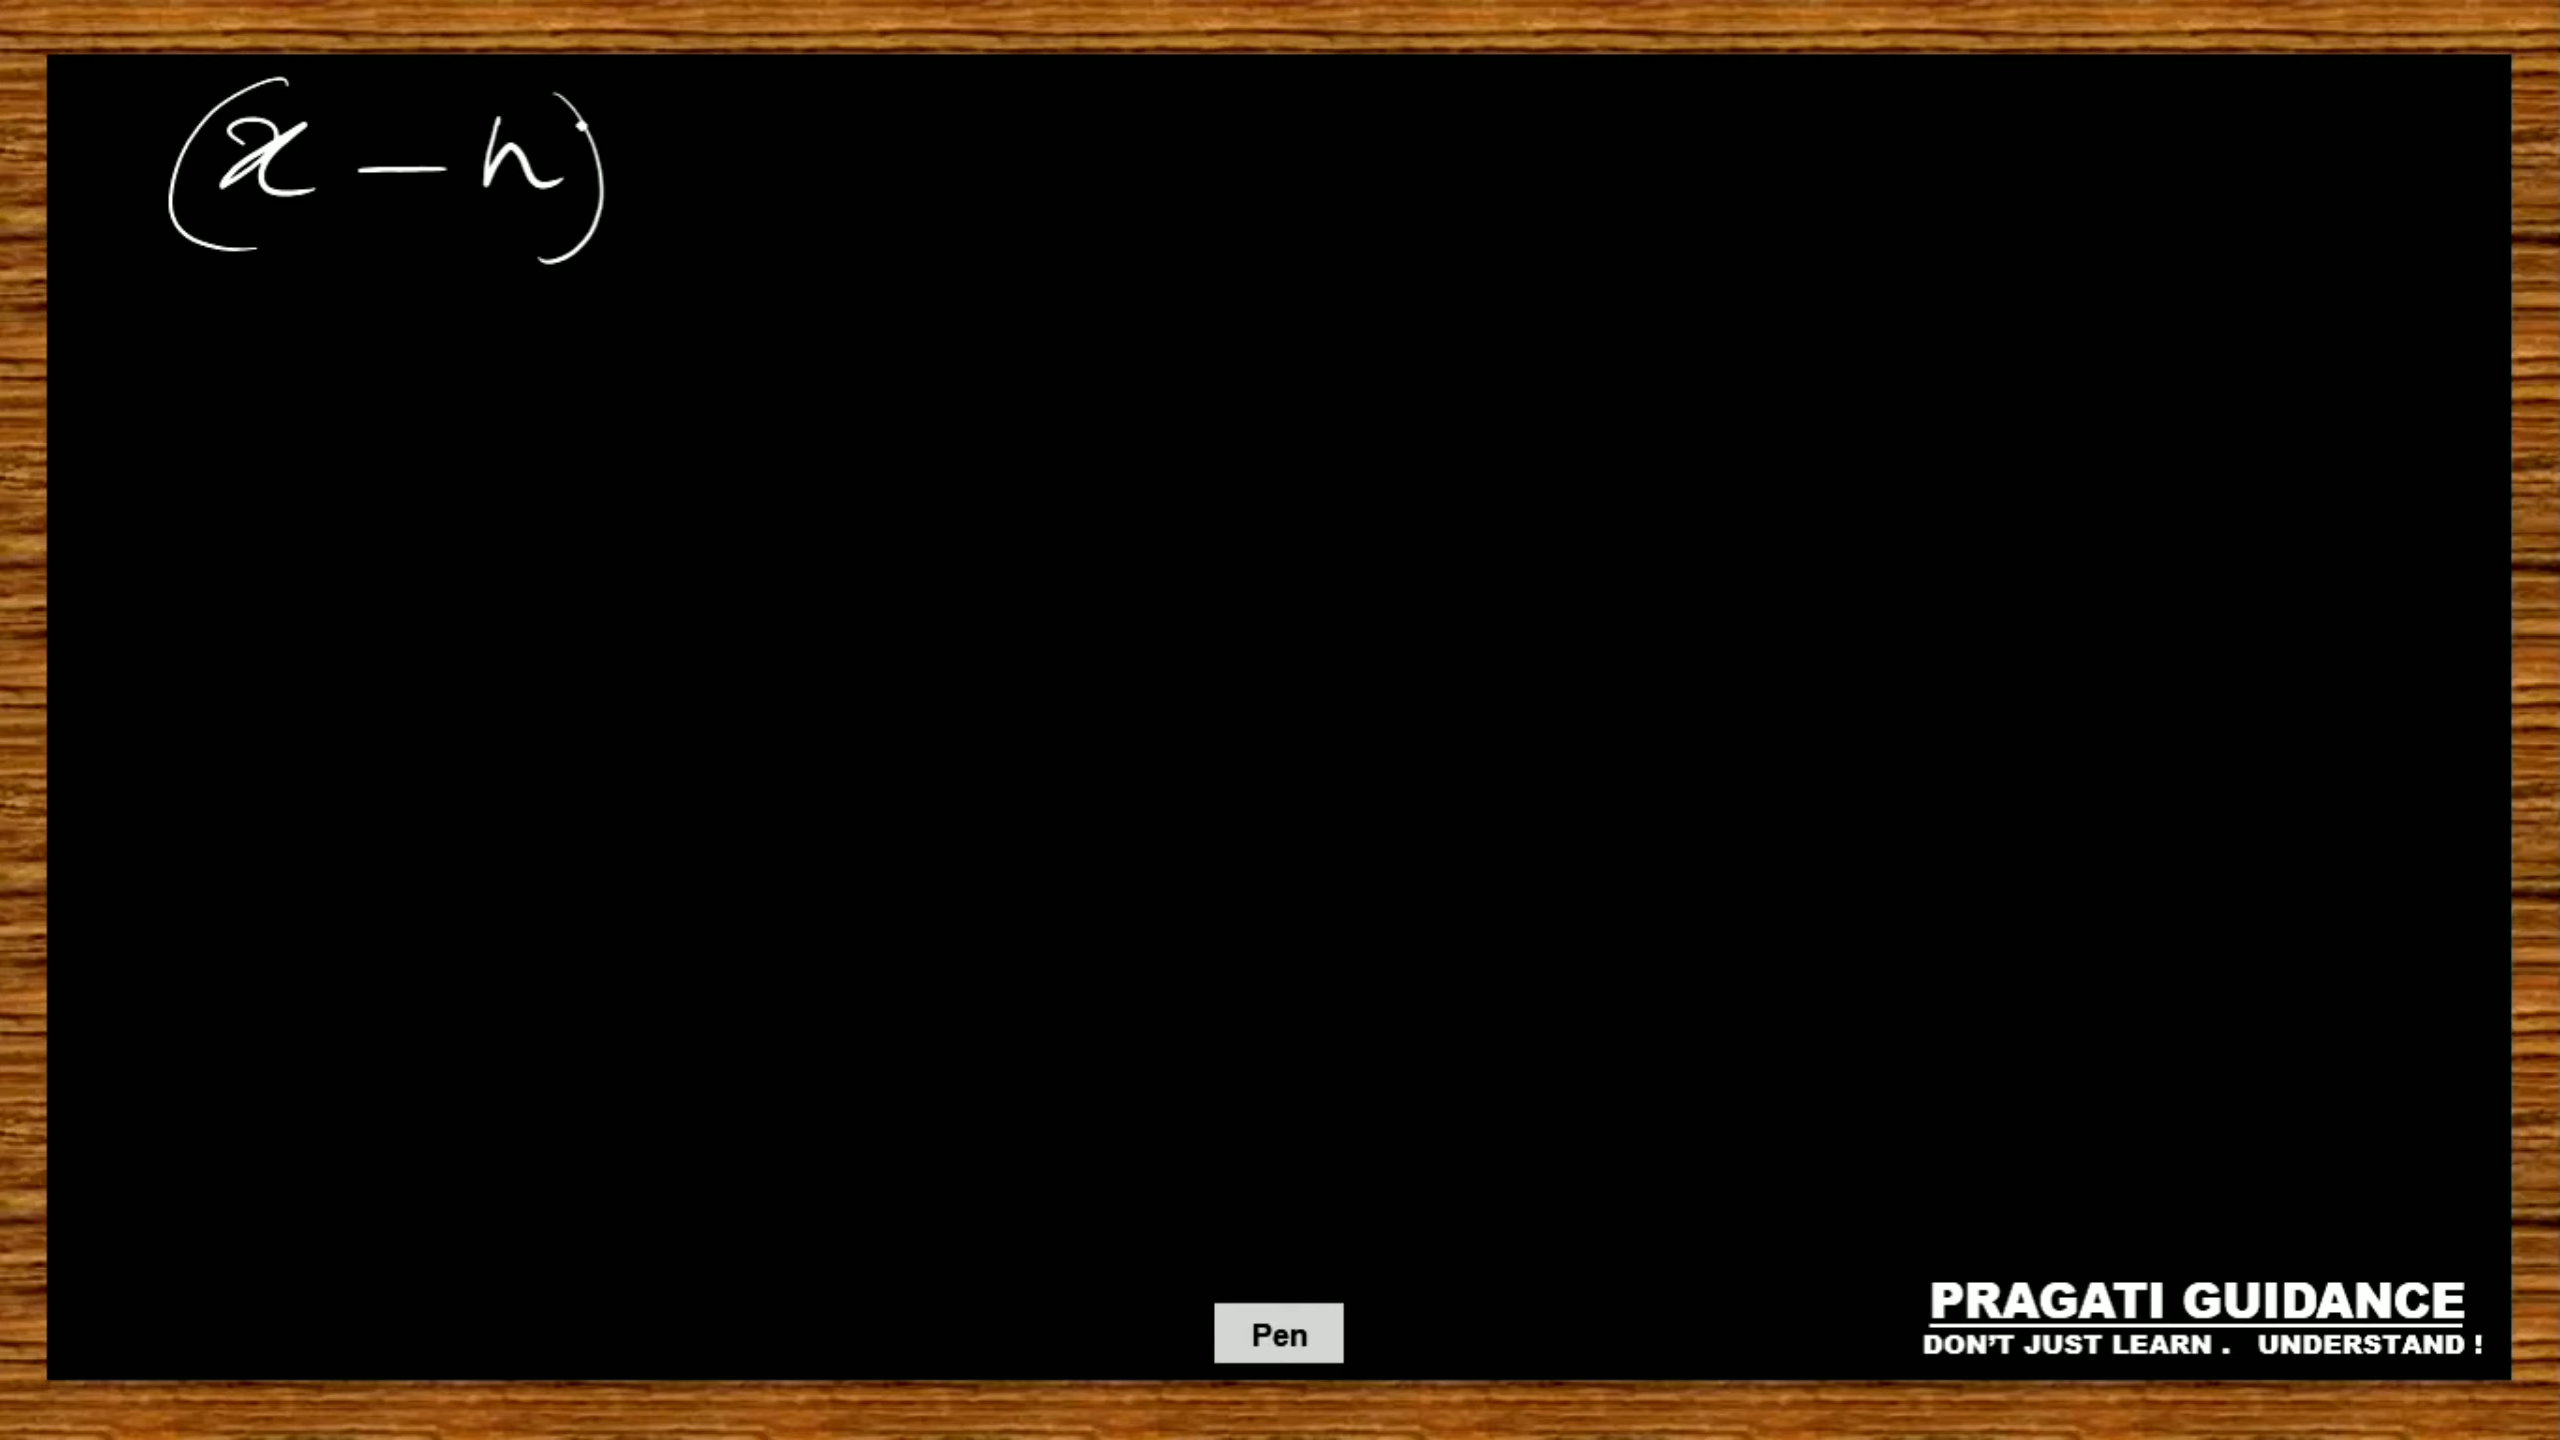 (x – h)
Pen
PRAGATI GUIDANCE
DON'T JUST LEARN . UNDERSTAND !